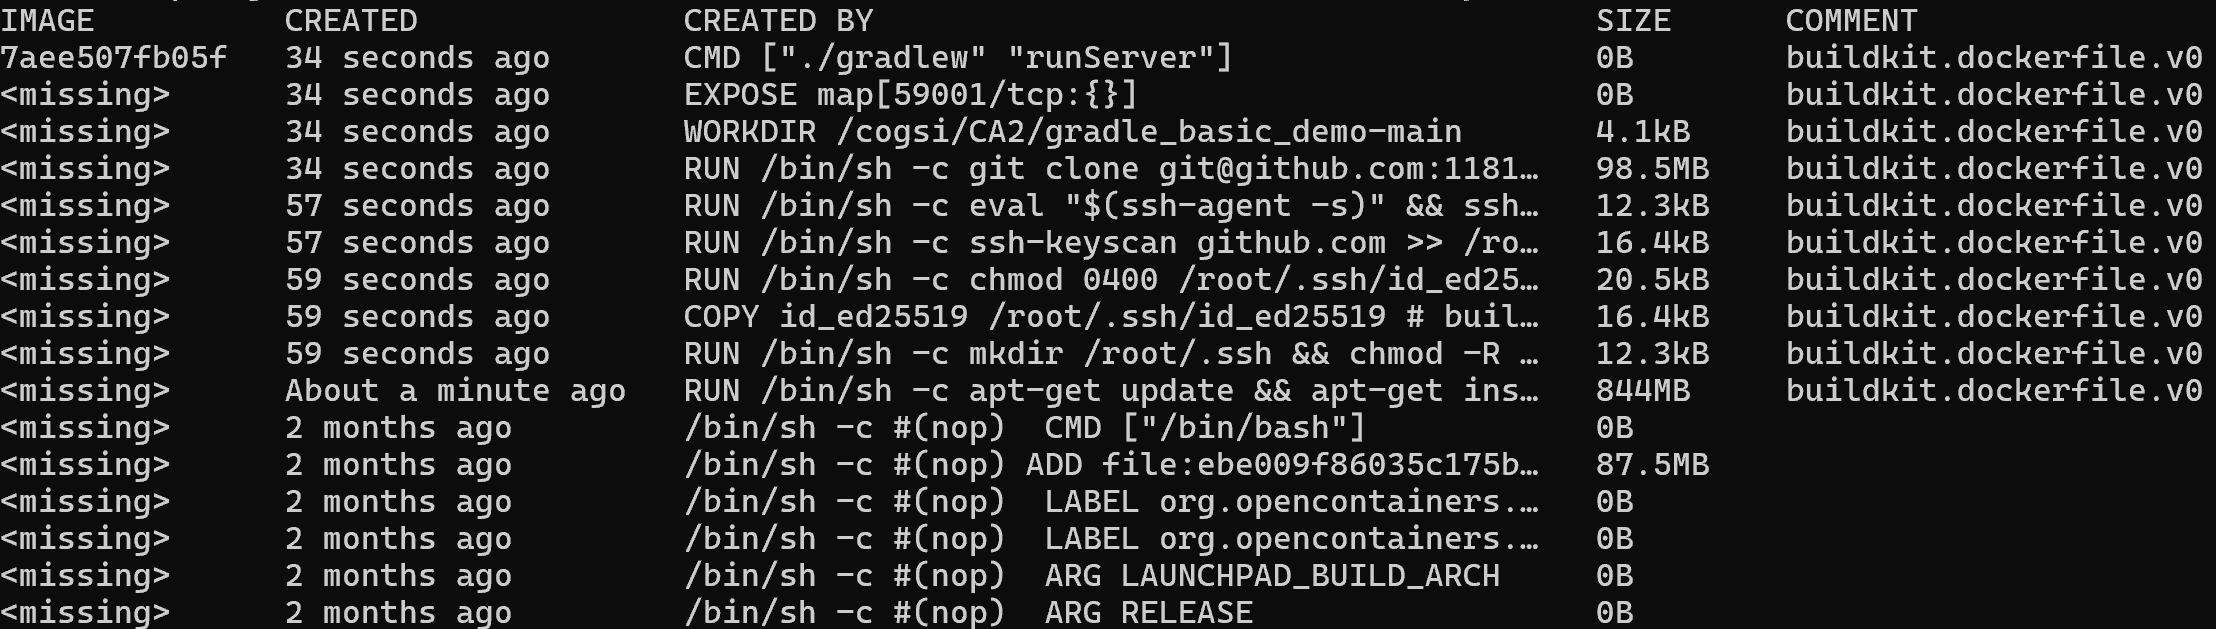 IMAGE CREATED CREATED BY SIZE COMMENT
7aee507fb05f 34 seconds ago CMD ["./gradlew" "runServer"] 0B buildkit.dockerfile.v0
<missing> 34 seconds ago EXPOSE map[59001/tcp:{}] 0B buildkit.dockerfile.v0
<missing> 34 seconds ago WORKDIR /cogsi/CA2/gradle_basic_demo-main 4.1kB buildkit.dockerfile.v0
<missing> 34 seconds ago RUN /bin/sh -c git clone git@github.com:1181… 98.5MB buildkit.dockerfile.v0
<missing> 57 seconds ago RUN /bin/sh -c eval "$(ssh-agent -s)" && ssh… 12.3kB buildkit.dockerfile.v0
<missing> 57 seconds ago RUN /bin/sh -c ssh-keyscan github.com >> /ro… 16.4kB buildkit.dockerfile.v0
<missing> 59 seconds ago RUN /bin/sh -c chmod 0400 /root/.ssh/id_ed25… 20.5kB buildkit.dockerfile.v0
<missing> 59 seconds ago COPY id_ed25519 /root/.ssh/id_ed25519 # buil… 16.4kB buildkit.dockerfile.v0
<missing> 59 seconds ago RUN /bin/sh -c mkdir /root/.ssh && chmod -R … 12.3kB buildkit.dockerfile.v0
<missing> About a minute ago RUN /bin/sh -c apt-get update && apt-get ins… 844MB buildkit.dockerfile.v0
<missing> 2 months ago /bin/sh -c #(nop)  CMD ["/bin/bash"] 0B
<missing> 2 months ago /bin/sh -c #(nop) ADD file:ebe009f86035c175b… 87.5MB
<missing> 2 months ago /bin/sh -c #(nop)  LABEL org.opencontainers.… 0B
<missing> 2 months ago /bin/sh -c #(nop)  LABEL org.opencontainers.… 0B
<missing> 2 months ago /bin/sh -c #(nop)  ARG LAUNCHPAD_BUILD_ARCH 0B
<missing> 2 months ago /bin/sh -c #(nop)  ARG RELEASE 0B